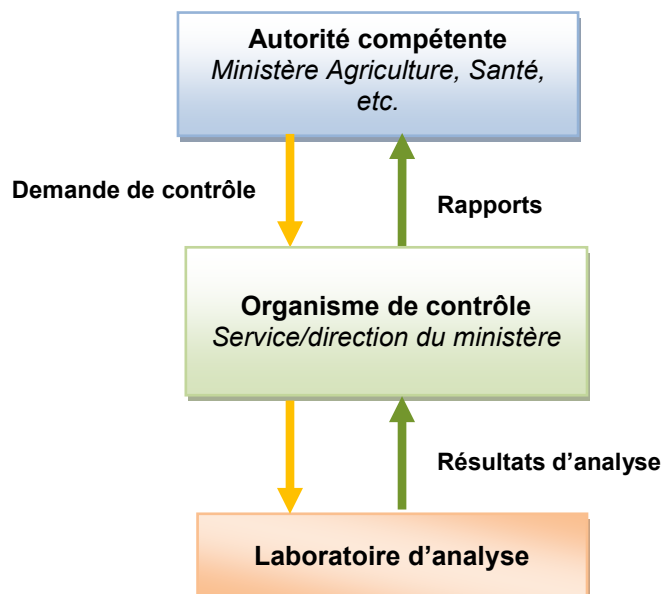 Autorité compétente
Ministère Agriculture, Santé,
etc.
Demande de contrôle
Rapports
Organisme de contrôle
Service/direction du ministère
Résultats d’analyse
Laboratoire d’analyse